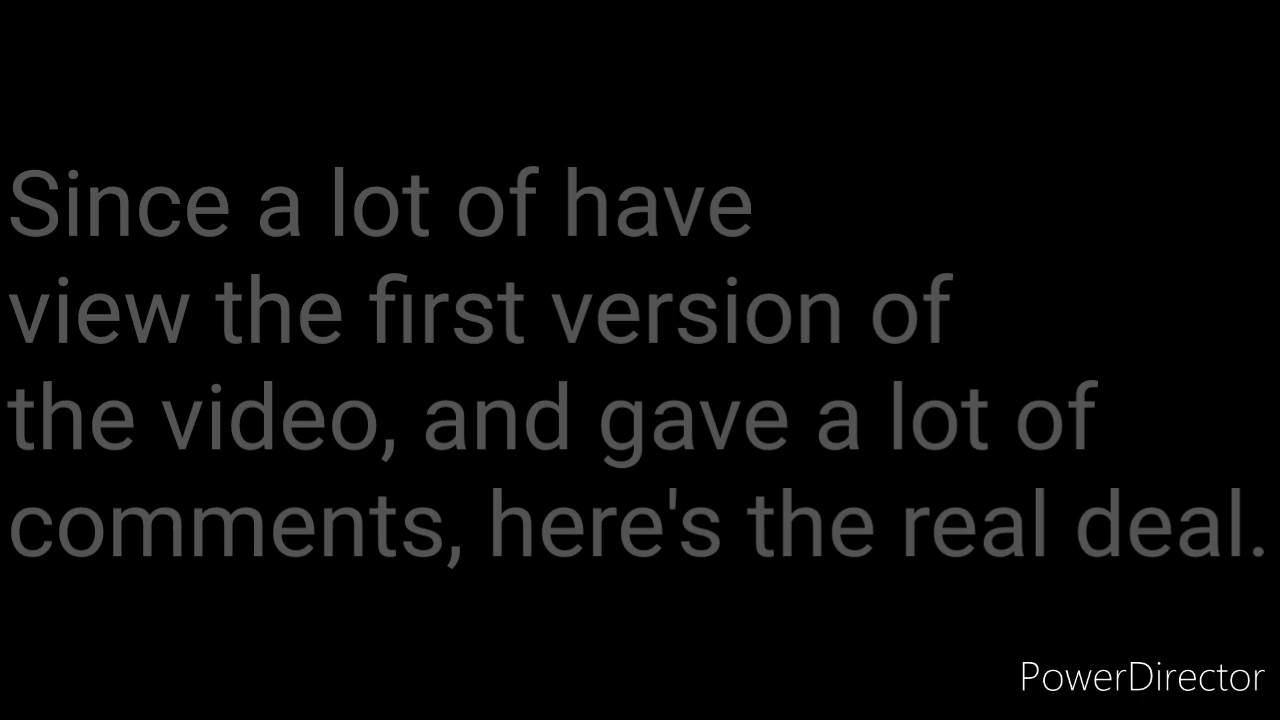 Since a lot of have
view the first version of
the video, and gave a lot of
comments, here's the real deal.
PowerDirector